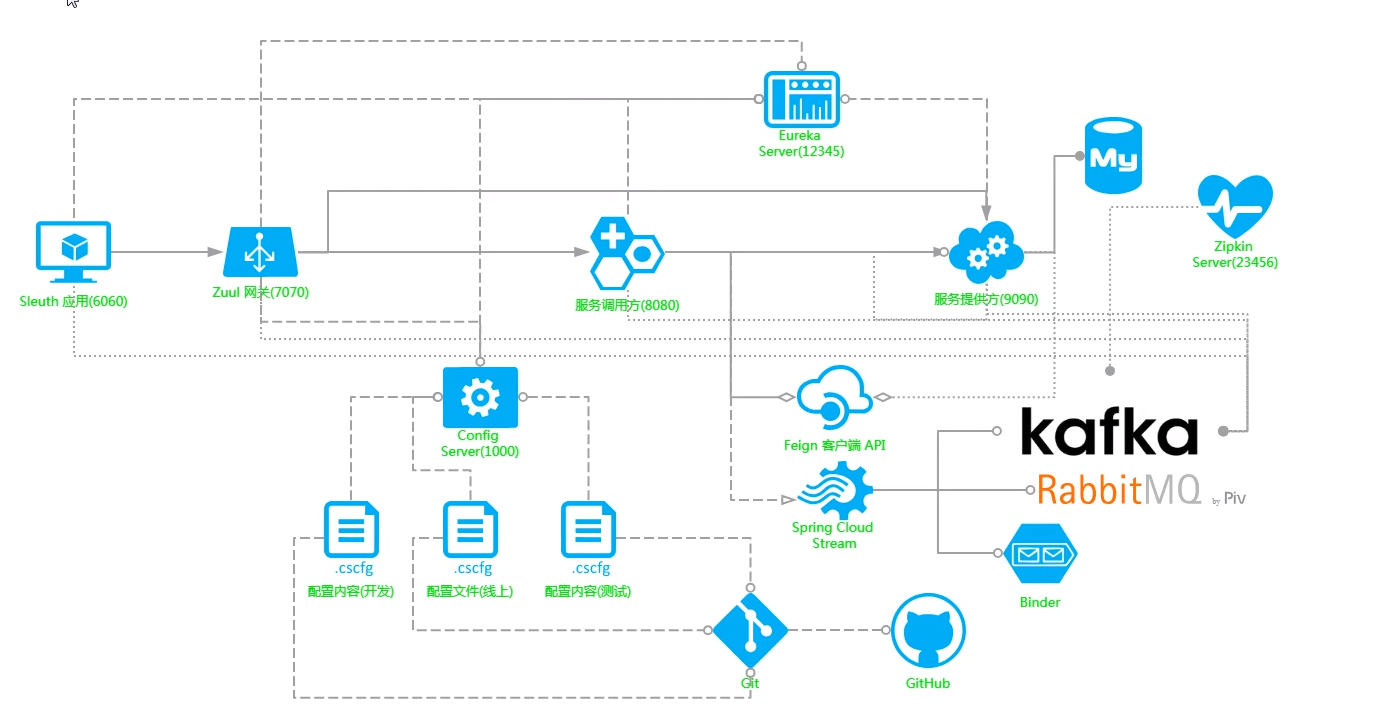 Eureka
Server(12345)
My
Zipkin
Server(23456)
Sleuth 应用(6060)
Zuul 网关(7070)
服务调用方(8080)
服务提供方(9090)
Config
Server(1000)
Feign 客户端 API
kafka
RabbitMQ by Piv
Spring Cloud
Stream
.cscfg
配置内容(开发)
.cscfg
配置文件(线上)
.cscfg
配置内容(测试)
Binder
Git
GitHub